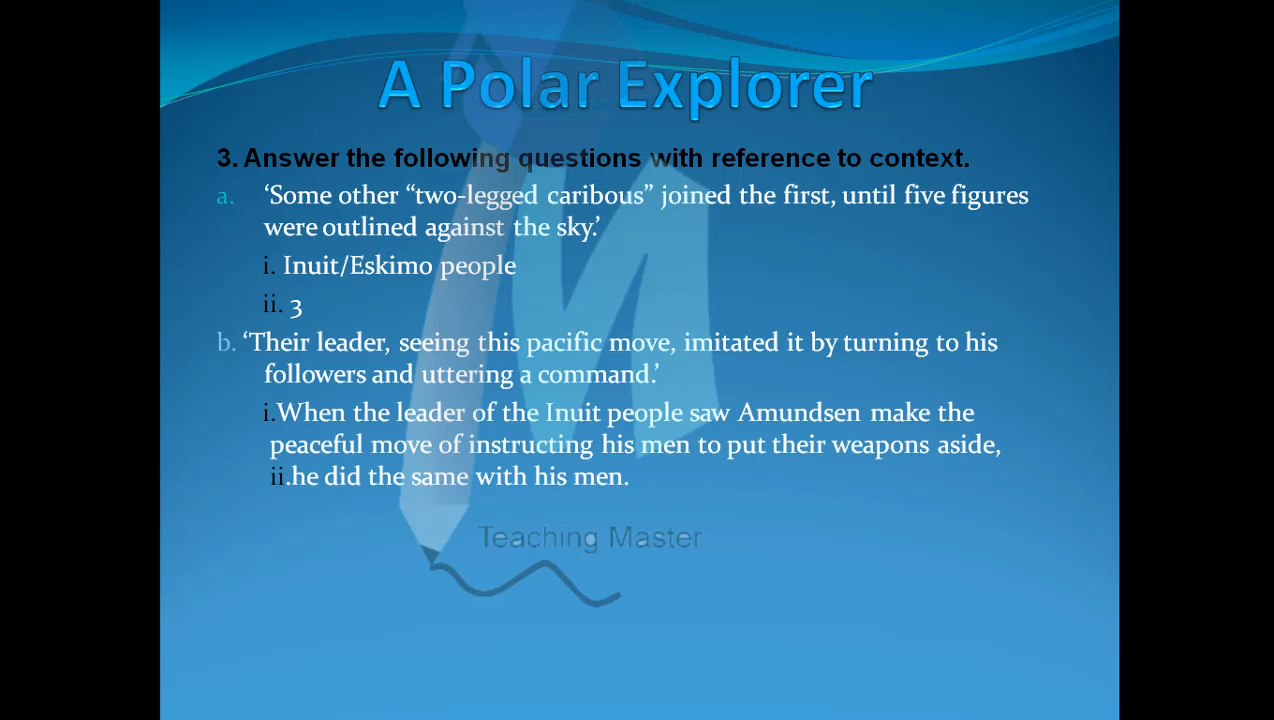 A Polar Explorer
3. Answer the following questions with reference to context.
a. ‘Some other “two-legged caribous” joined the first, until five figures
were outlined against the sky.’
i. Inuit/Eskimo people
ii. 3
b. ‘Their leader, seeing this pacific move, imitated it by turning to his
followers and uttering a command.’
i.When the leader of the Inuit people saw Amundsen make the
peaceful move of instructing his men to put their weapons aside,
ii.he did the same with his men.
Teaching Master